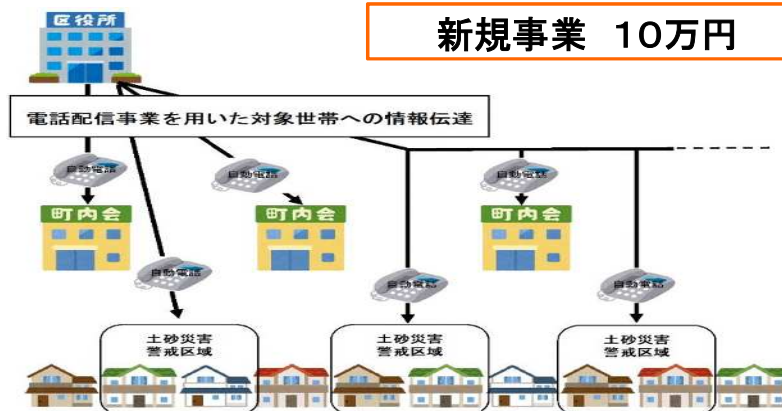 区役所
新規事業　１０万円
電話配信事業を用いた対象世帯への情報伝達
自動電話
自動電話
自動電話
町内会
町内会
町内会
自動電話
自動電話
自動電話
土砂災害
警戒区域
土砂災害
警戒区域
土砂災害
警戒区域